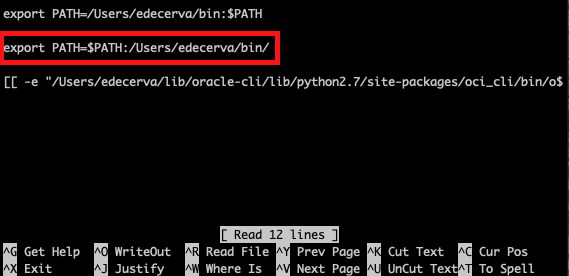 export PATH=/Users/edecerva/bin:$PATH
export PATH=$PATH:/Users/edecerva/bin/
[[ -e "/Users/edecerva/lib/oracle-cli/lib/python2.7/site-packages/oci_cli/bin/o$
[ Read 12 lines ]
^G Get Help ^O WriteOut ^R Read File ^Y Prev Page ^K Cut Text ^C Cur Pos
^X Exit ^J Justify ^W Where Is ^V Next Page ^U UnCut Text ^T To Spell